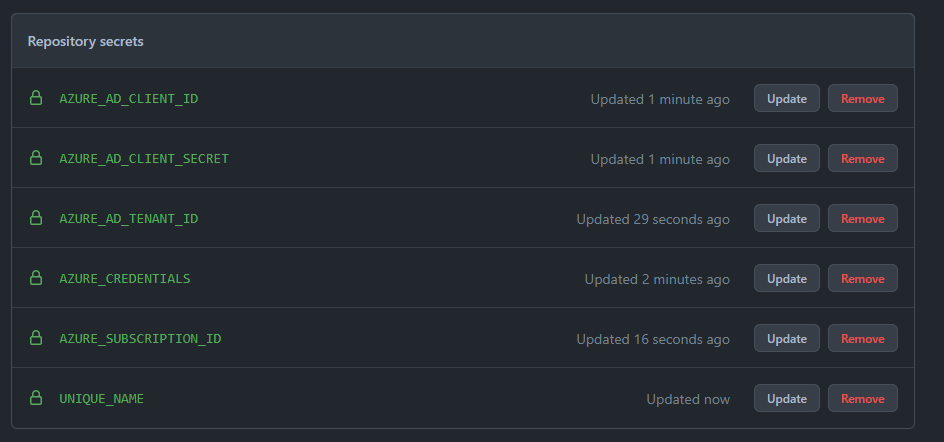 Repository secrets
AZURE_AD_CLIENT_ID Updated 1 minute ago Update Remove
AZURE_AD_CLIENT_SECRET Updated 1 minute ago Update Remove
AZURE_AD_TENANT_ID Updated 29 seconds ago Update Remove
AZURE_CREDENTIALS Updated 2 minutes ago Update Remove
AZURE_SUBSCRIPTION_ID Updated 16 seconds ago Update Remove
UNIQUE_NAME Updated now Update Remove